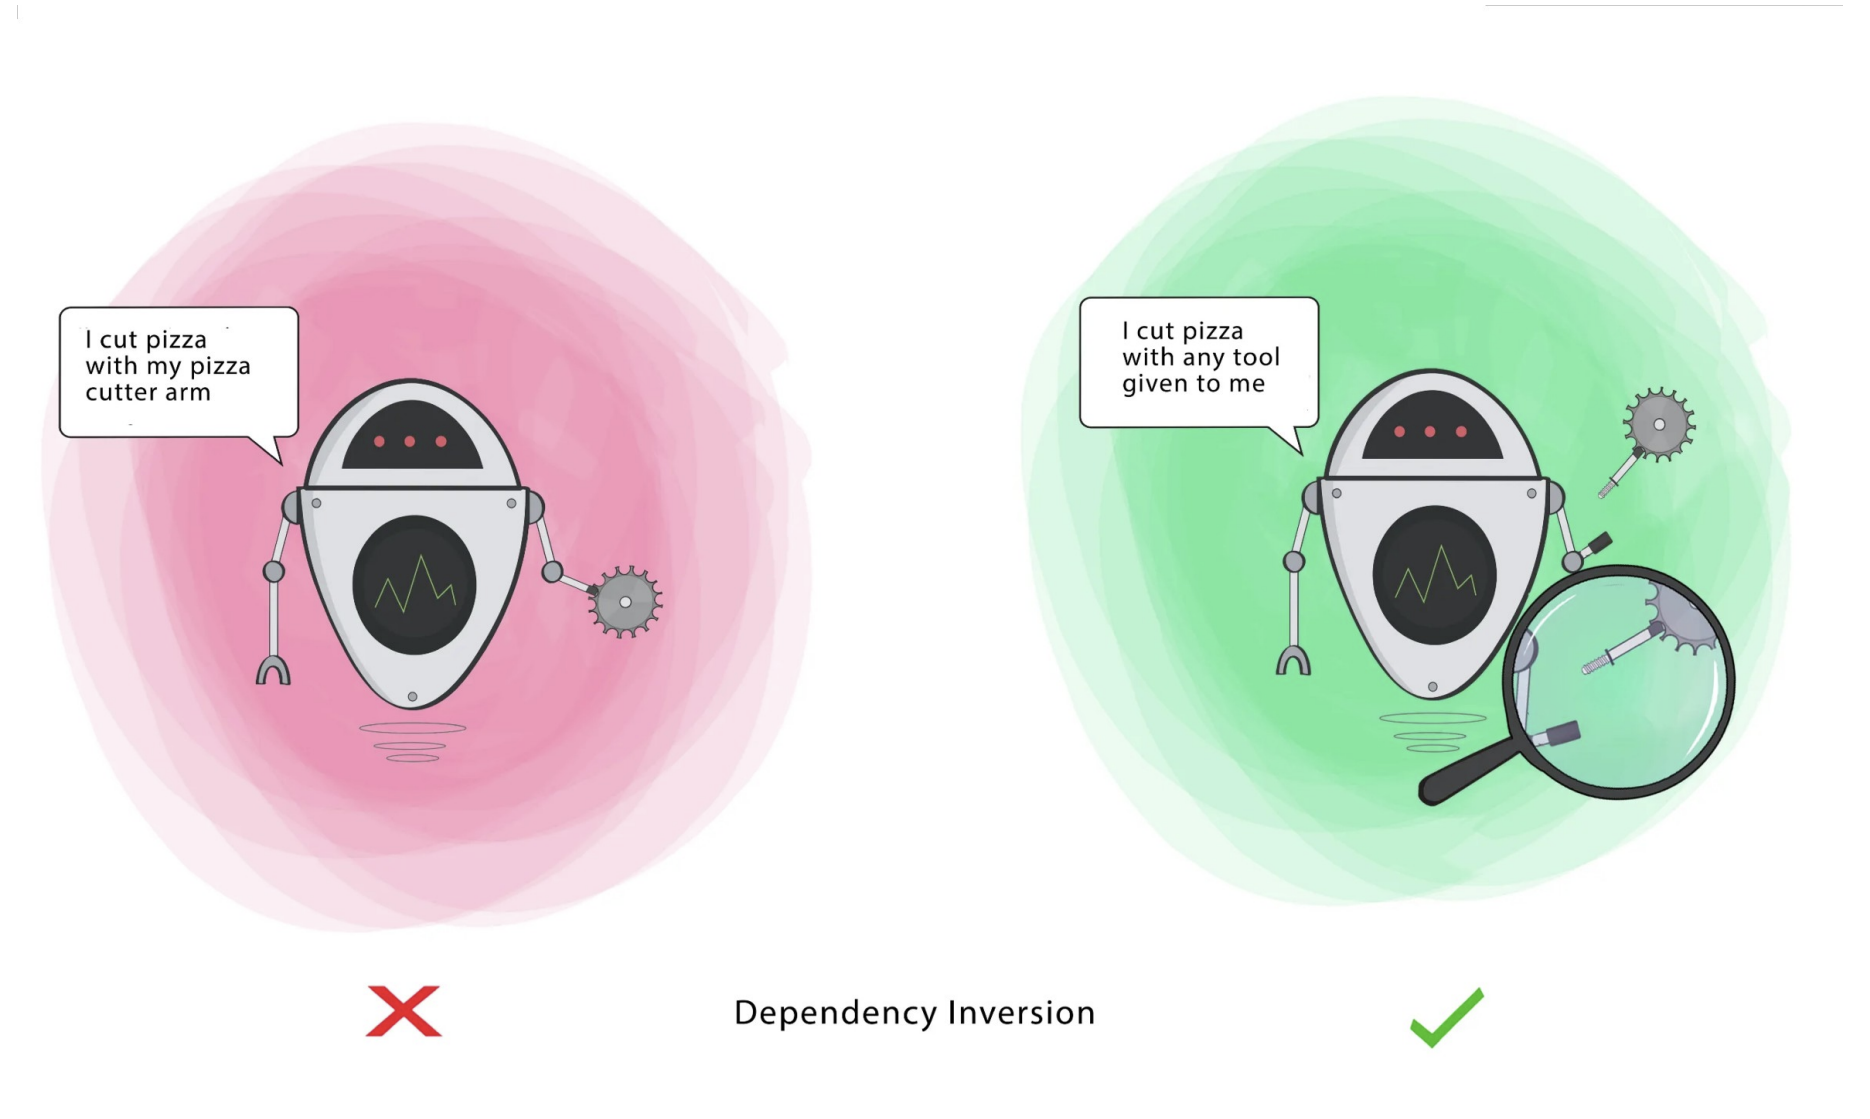 I cut pizza
with my pizza
cutter arm
I cut pizza
with any tool
given to me
Dependency Inversion